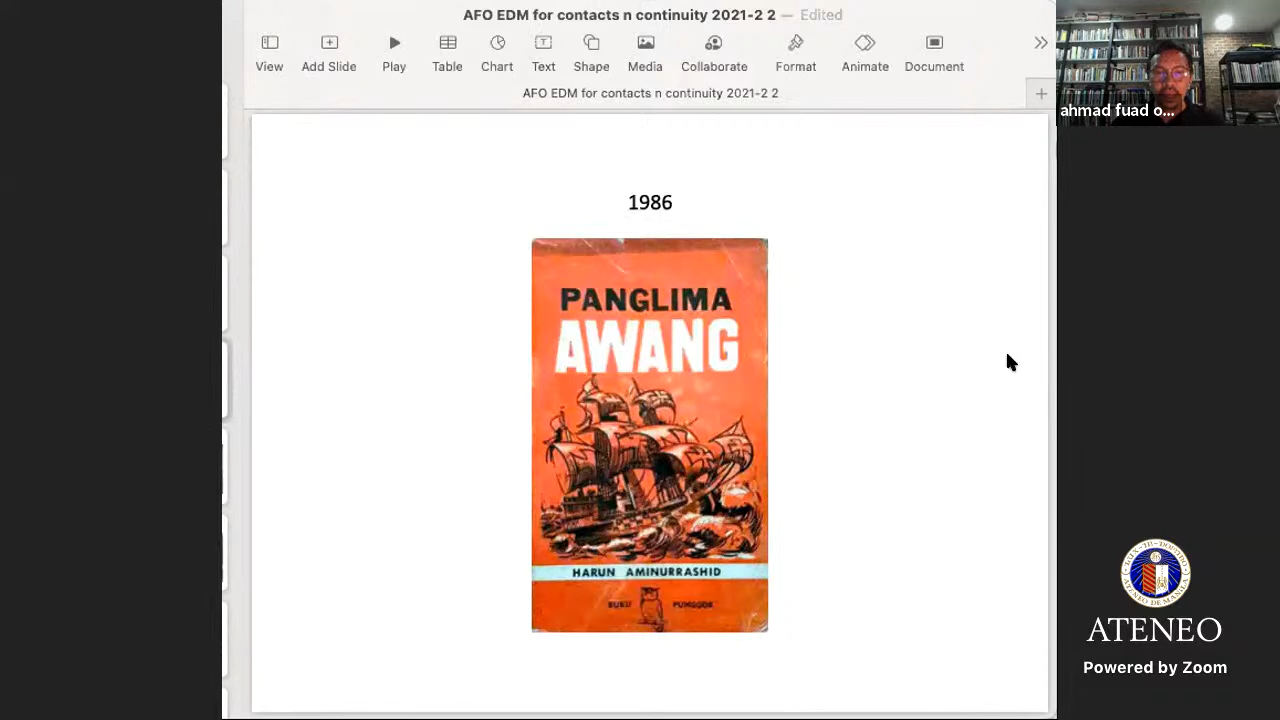 AFO EDM for contacts n continuity 2021-2 2 — Edited
View Add Slide Play Table Chart Text Shape Media Collaborate Format Animate Document
AFO EDM for contacts n continuity 2021-2 2
ahmad fuad o...
1986
PANGLIMA
AWANG
HARUN AMINURRASHID
BUKU PUNGGOK
ATENEO
Powered by Zoom